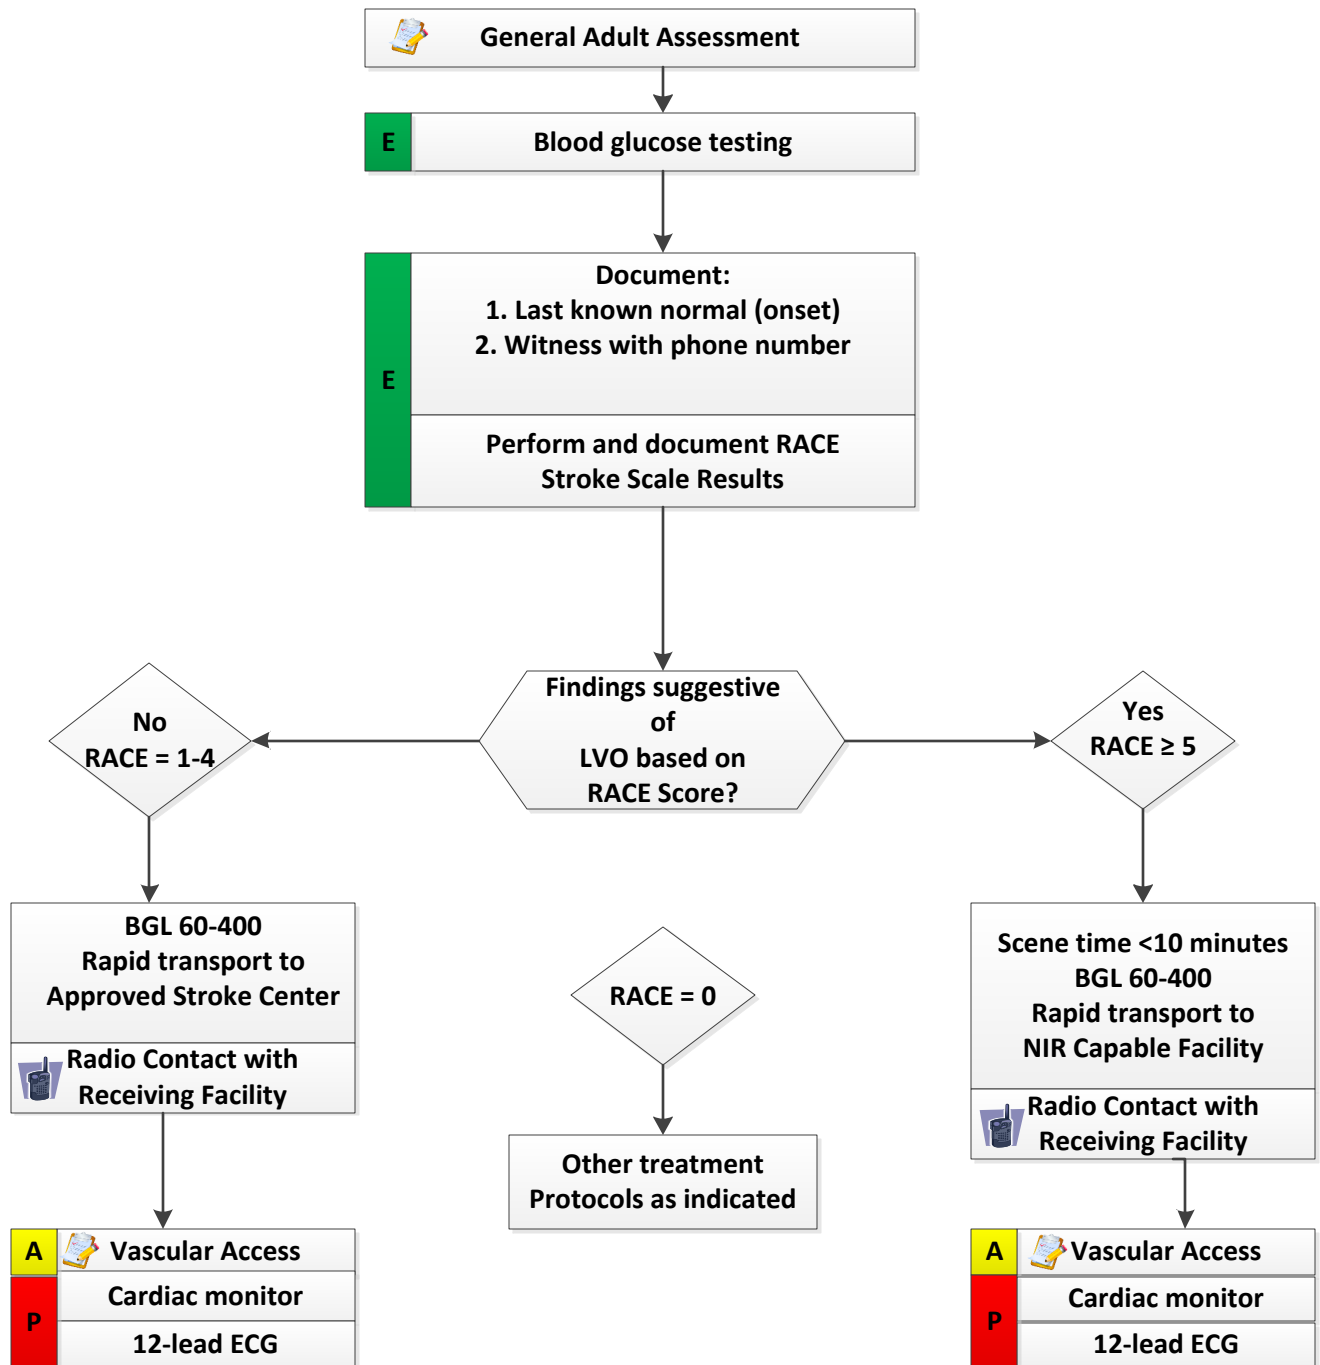 General Adult Assessment
E
Blood glucose testing
E
Document:
1. Last known normal (onset)
2. Witness with phone number
Perform and document RACE
Stroke Scale Results
Findings suggestive
of
LVO based on
RACE Score?
No
RACE = 1-4
Yes
RACE ≥ 5
BGL 60-400
Rapid transport to
Approved Stroke Center
Radio Contact with
Receiving Facility
RACE = 0
Other treatment
Protocols as indicated
Scene time <10 minutes
BGL 60-400
Rapid transport to
NIR Capable Facility
Radio Contact with
Receiving Facility
A
Vascular Access
P
Cardiac monitor
12-lead ECG
A
Vascular Access
P
Cardiac monitor
12-lead ECG